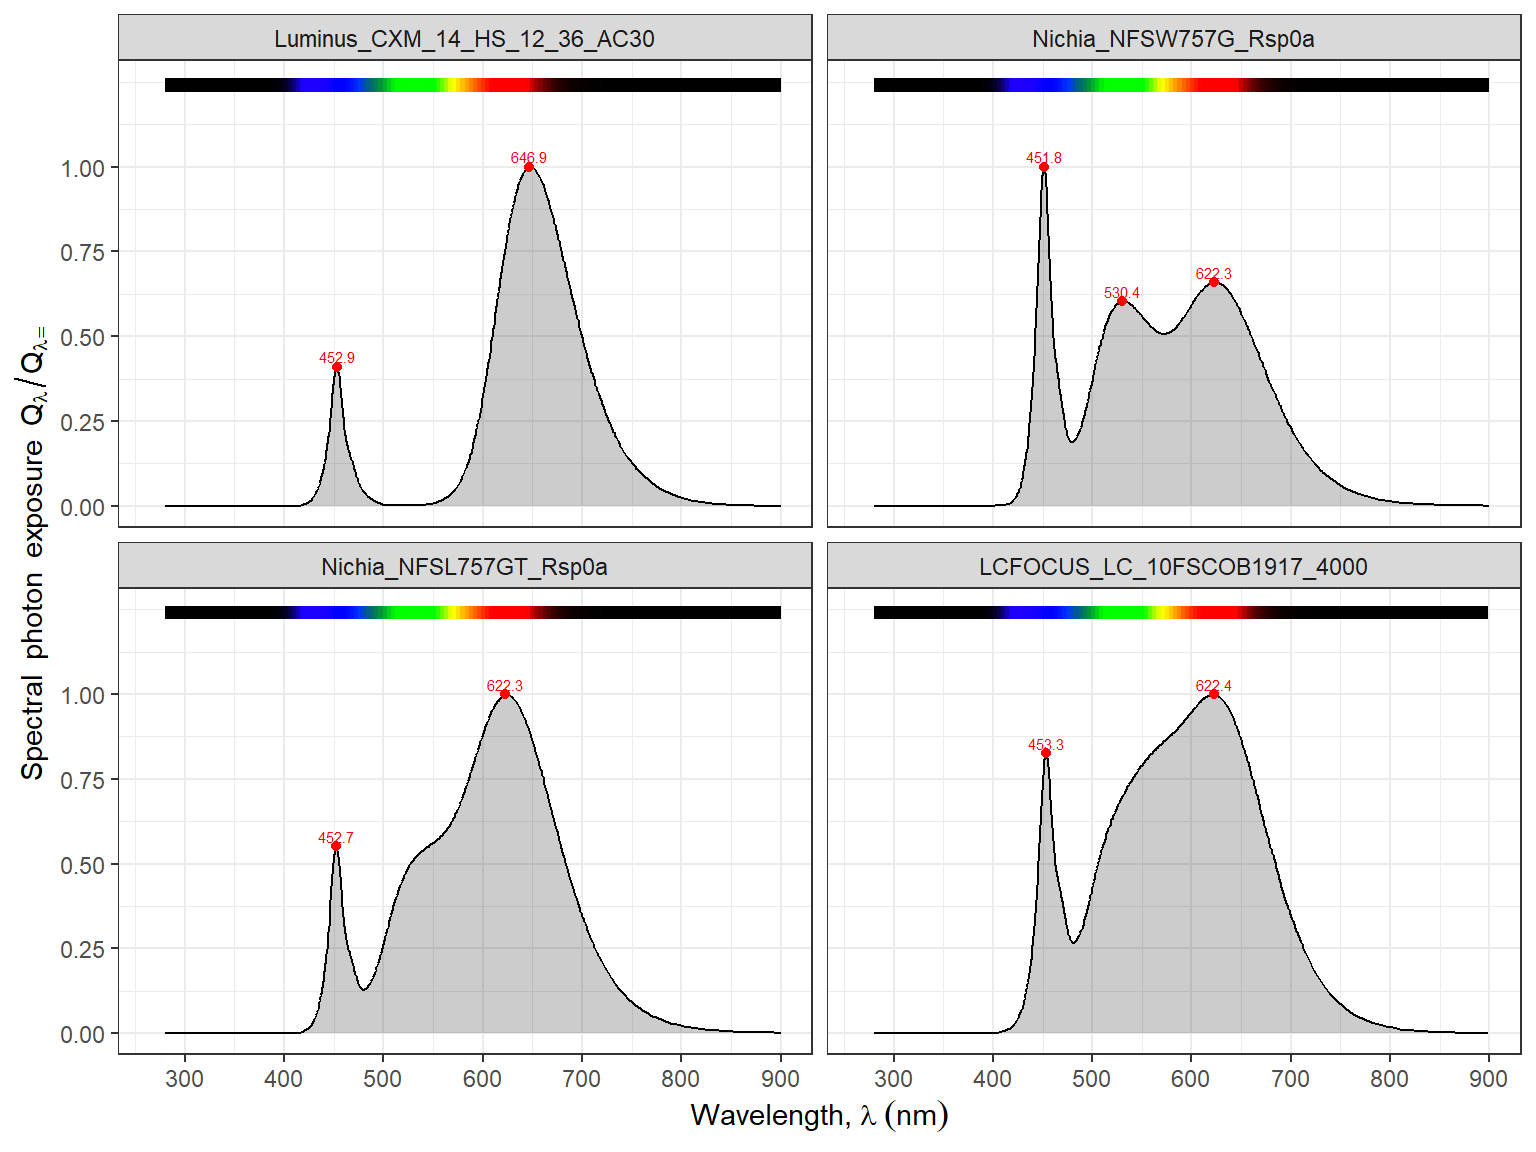 Luminus_CXM_14_HS_12_36_AC30
Nichia_NFSW757G_Rsp0a
646.9
452.9
451.8
530.4
622.3
1.00
0.75
0.50
0.25
0.00
Nichia_NFSL757GT_Rsp0a
LCFOCUS_LC_10FSCOB1917_4000
622.3
452.7
622.4
453.3
1.00
0.75
0.50
0.25
0.00
300 400 500 600 700 800 900
300 400 500 600 700 800 900
Wavelength, λ (nm)
Spectral photon exposure Qλ/Qλ=